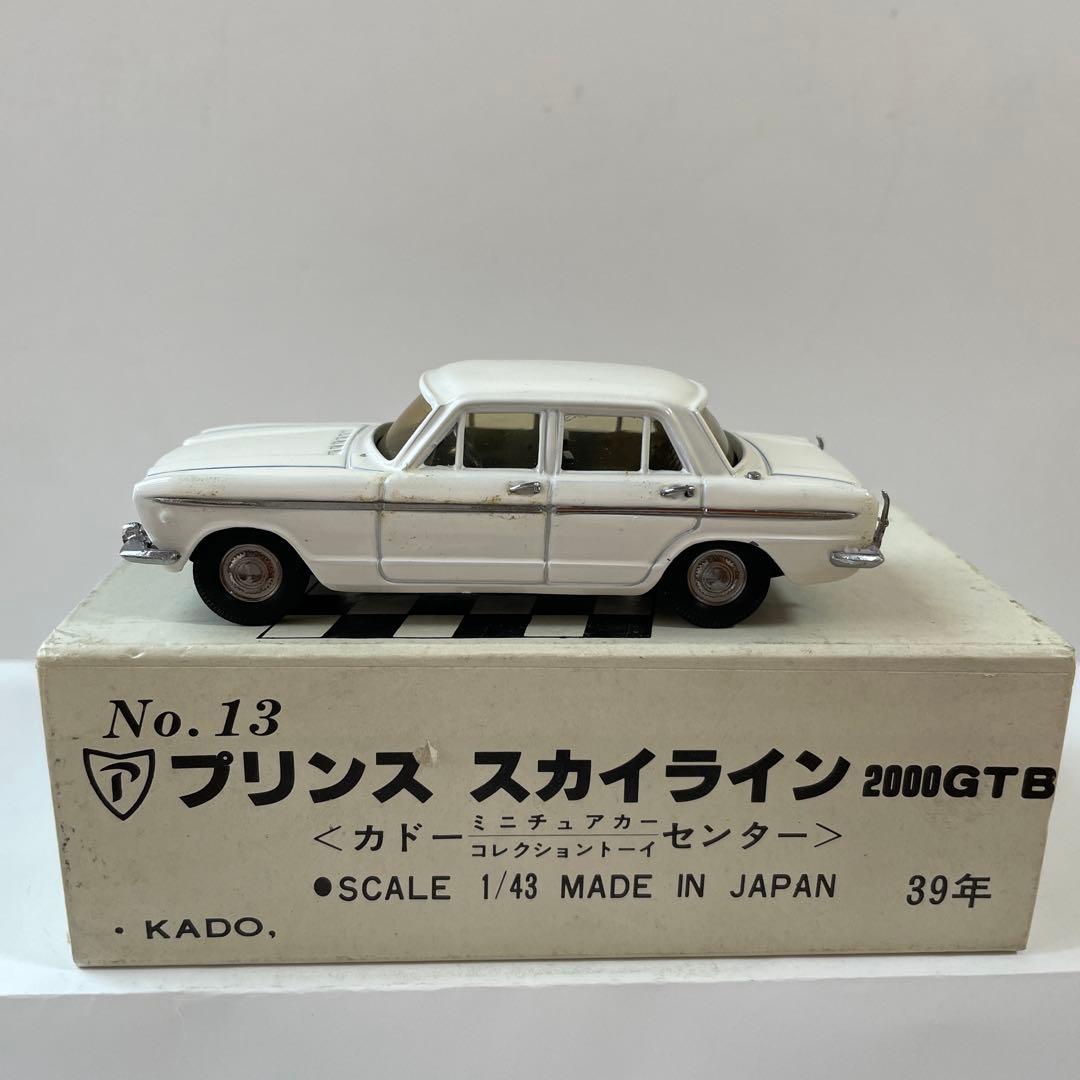 No.13
ア プリンス スカイライン 2000GTB
<カドー ミニチュアカー コレクショントーイ センター>
●SCALE 1/43 MADE IN JAPAN 39年
・KADO,